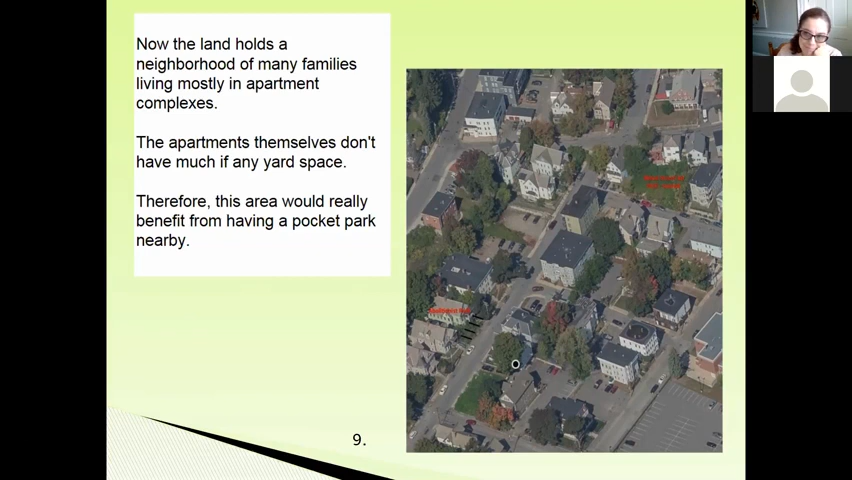 Now the land holds a
neighborhood of many families
living mostly in apartment
complexes.
The apartments themselves don't
have much if any yard space.
Therefore, this area would really
benefit from having a pocket park
nearby.
9.